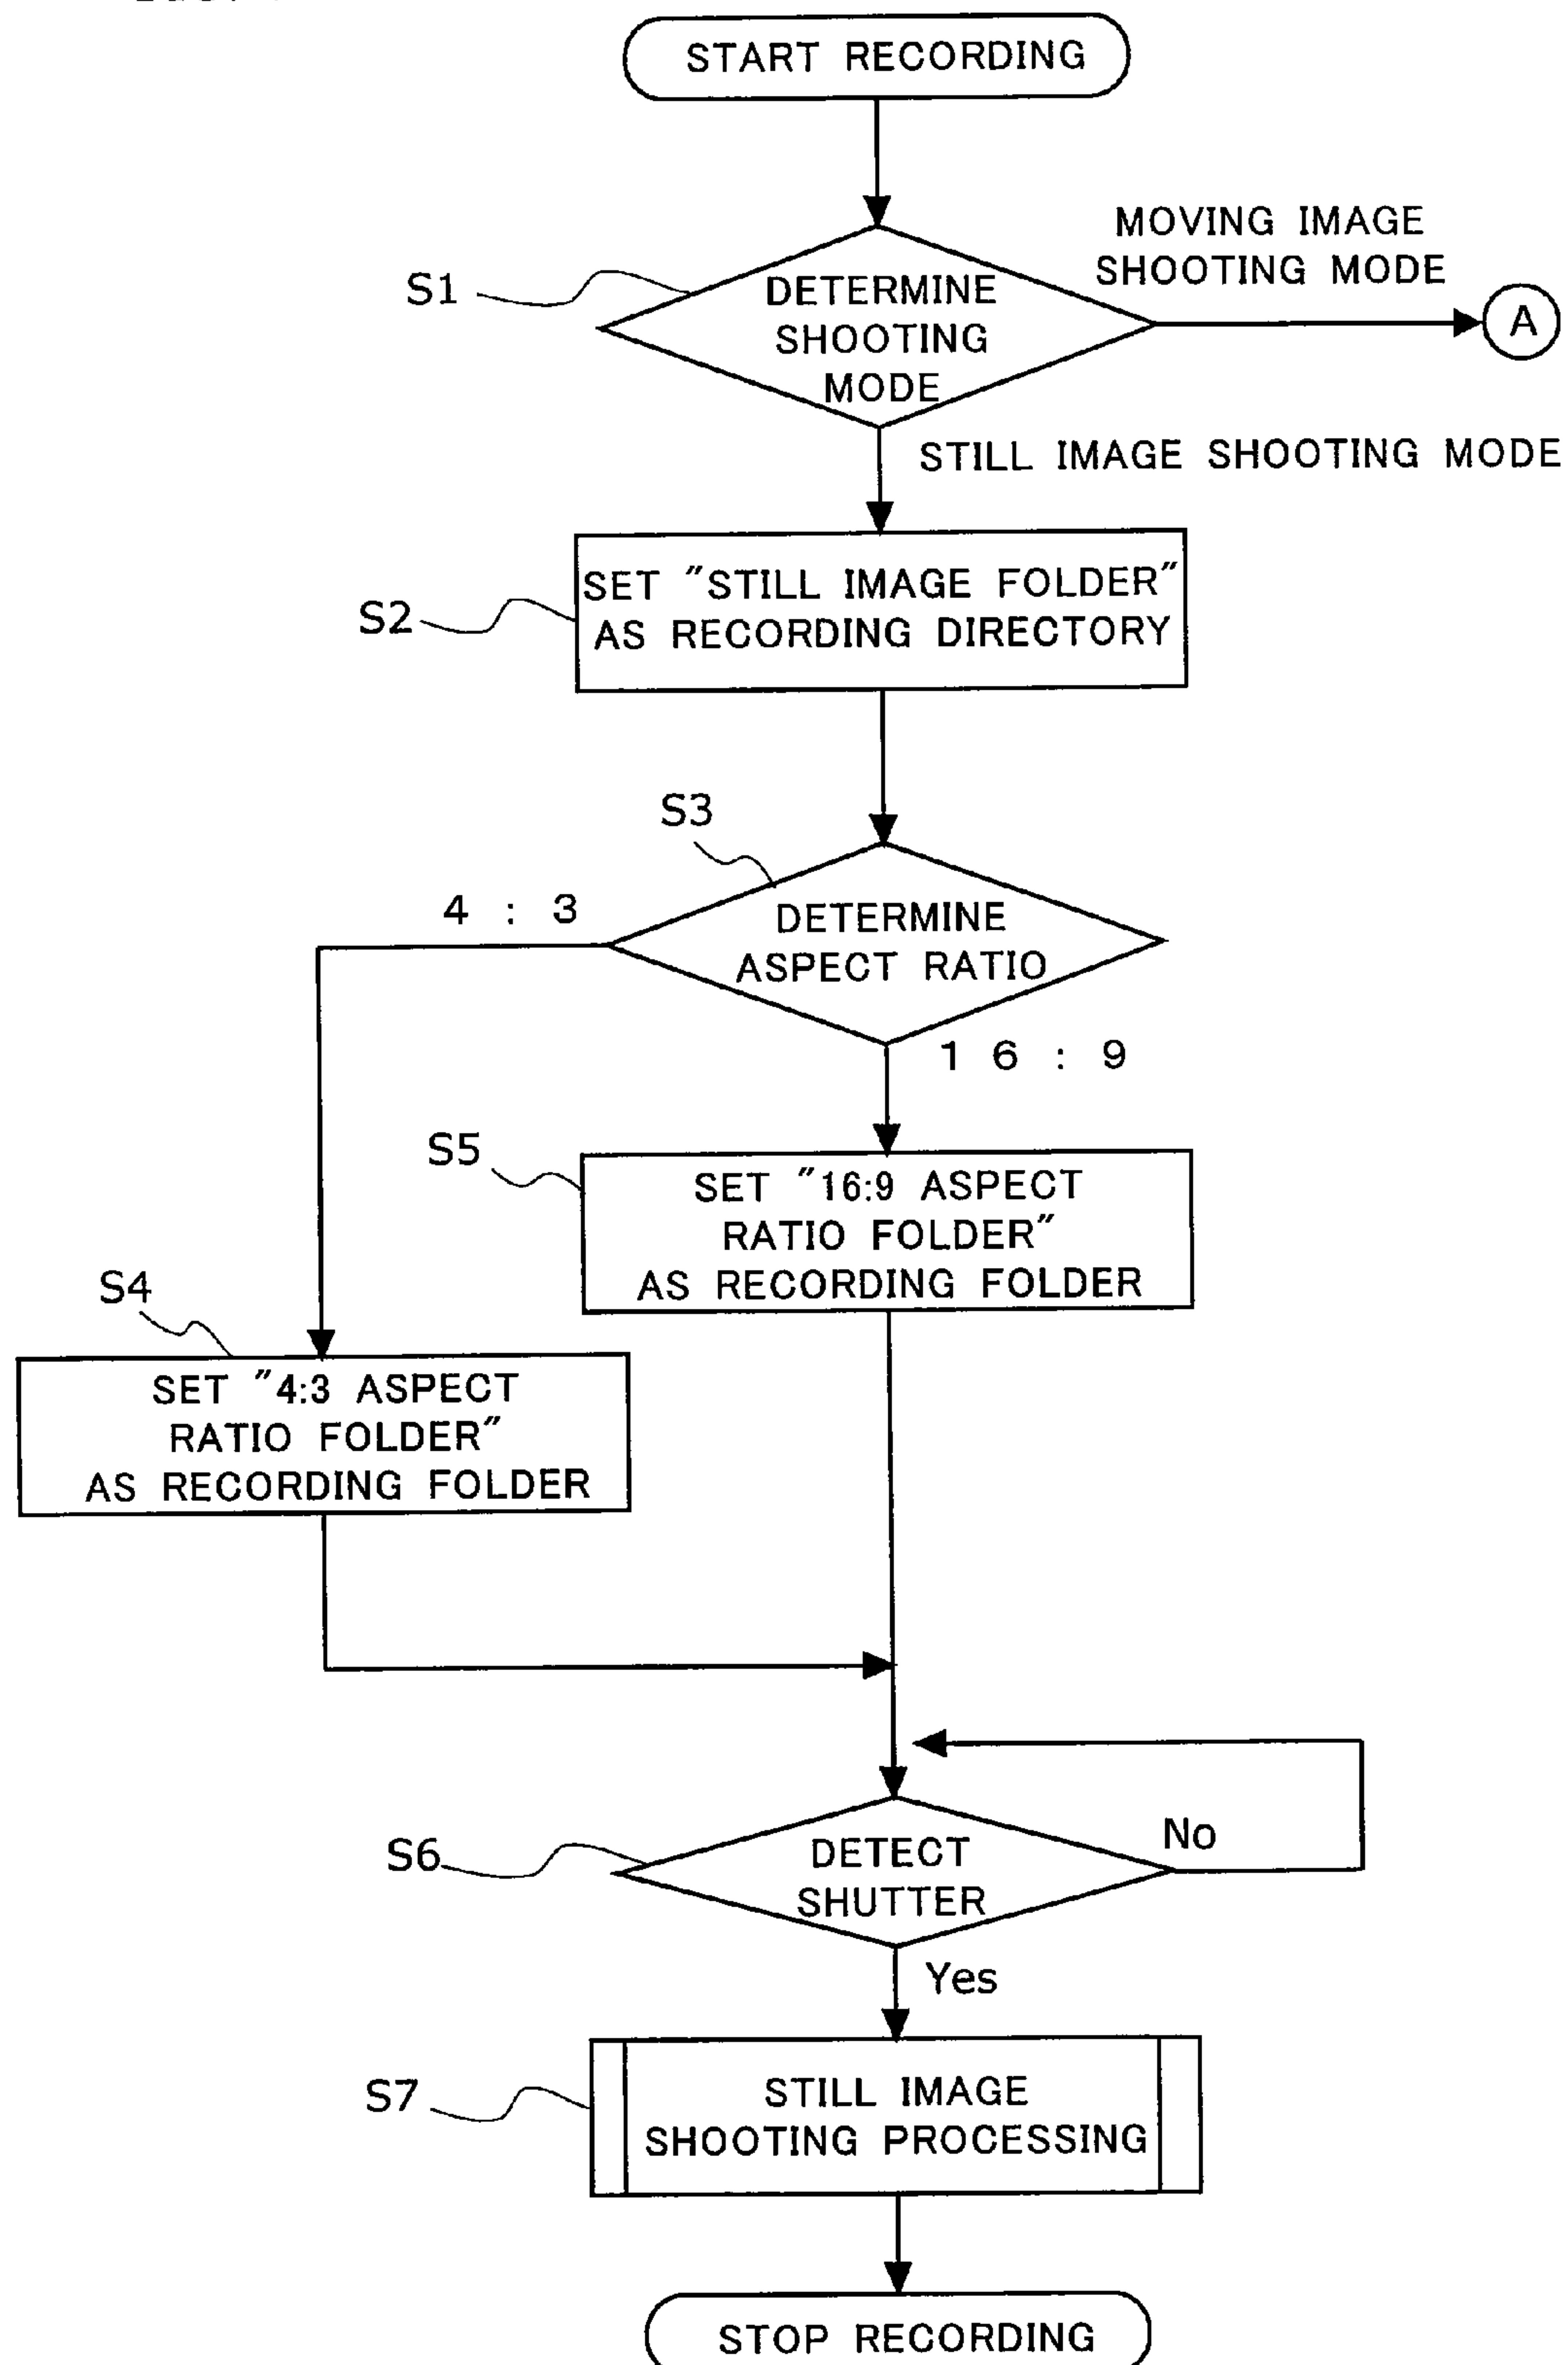 START RECORDING
MOVING IMAGE
SHOOTING MODE
S1
DETERMINE
SHOOTING
MODE
A
STILL IMAGE SHOOTING MODE
S2
SET "STILL IMAGE FOLDER"
AS RECORDING DIRECTORY
S3
4 : 3
DETERMINE
ASPECT RATIO
1 6 : 9
S5
SET "16:9 ASPECT
RATIO FOLDER"
AS RECORDING FOLDER
S4
SET "4:3 ASPECT
RATIO FOLDER"
AS RECORDING FOLDER
S6
DETECT
SHUTTER
No
Yes
S7
STILL IMAGE
SHOOTING PROCESSING
STOP RECORDING